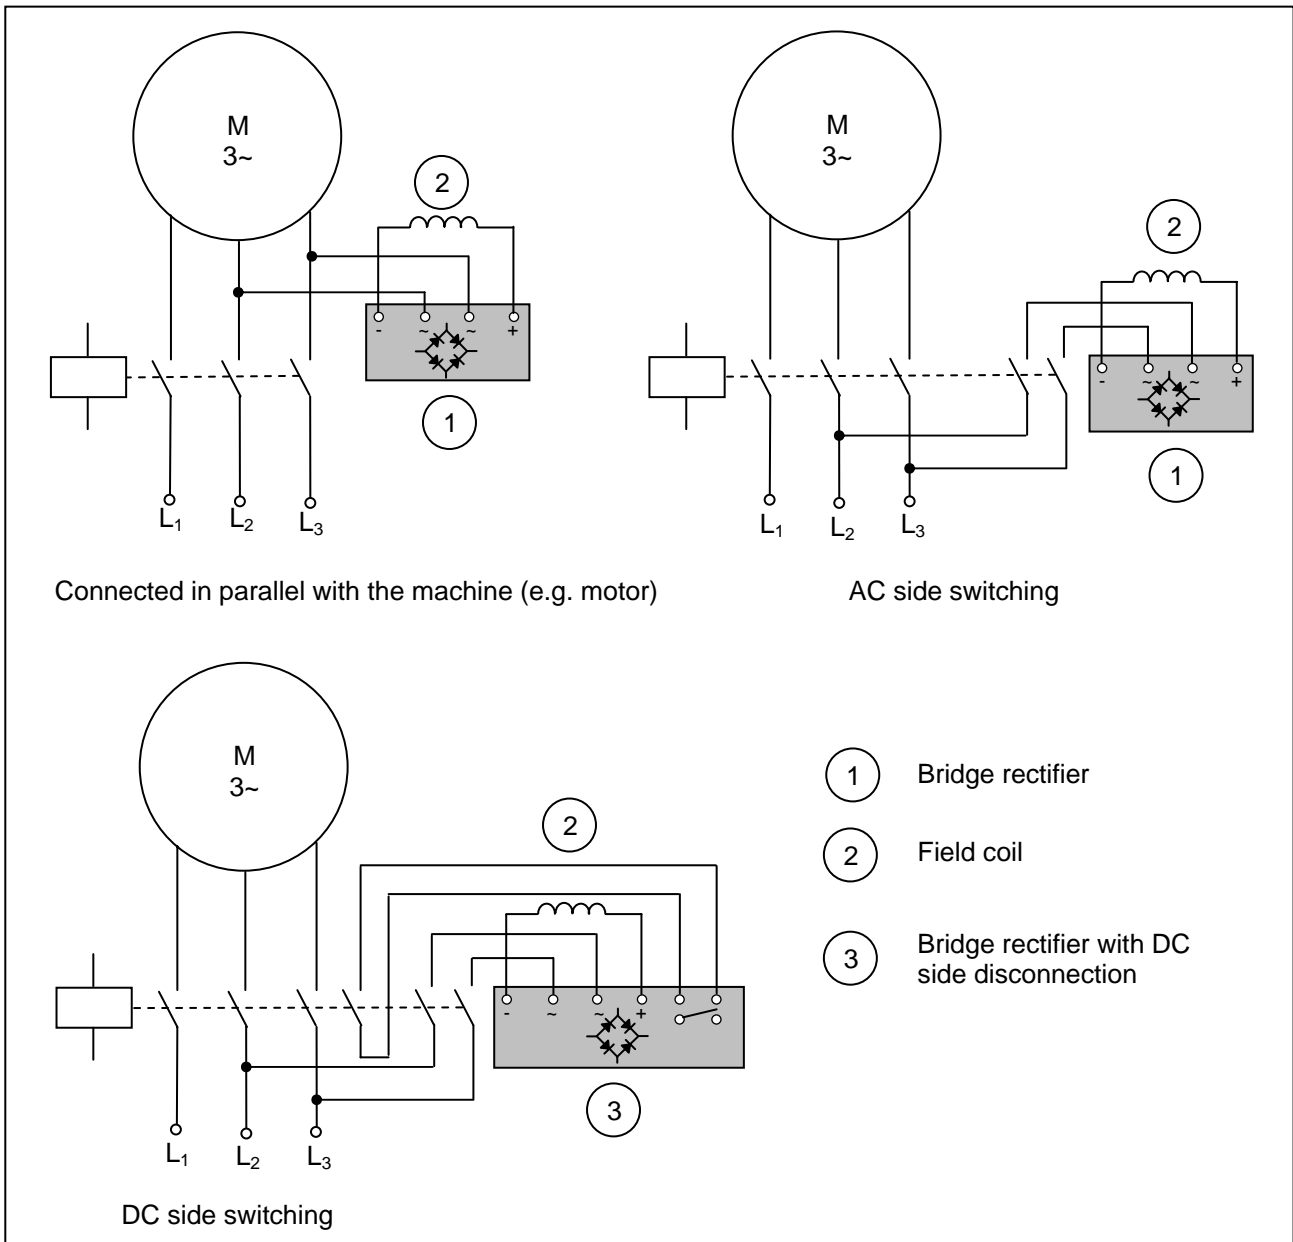 M
3~
2
- ~ ~ +
1
L1 L2 L3
Connected in parallel with the machine (e.g. motor)
M
3~
2
- ~ ~ +
1
L1 L2 L3
AC side switching
M
3~
2
- ~ ~ +
3
L1 L2 L3
DC side switching
1 Bridge rectifier
2 Field coil
3 Bridge rectifier with DC
side disconnection